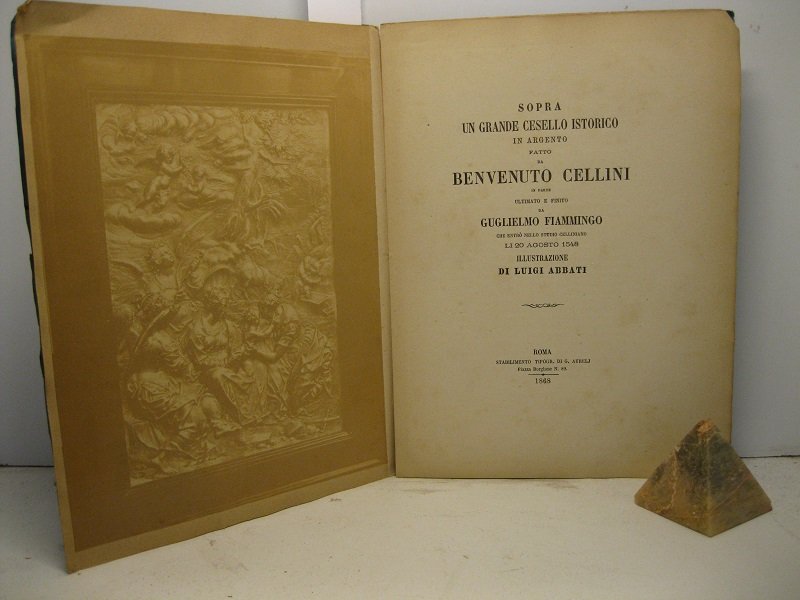 SOPRA
UN GRANDE CESELLO ISTORICO
IN ARGENTO
FATTO
DA
BENVENUTO CELLINI
IN PARTE
ULTIMATO E FINITO
DA
GUGLIELMO FIAMMINGO
CHE ENTRÒ NELLO STUDIO CELLINIANO
LI 20 AGOSTO 1548
ILLUSTRAZIONE
DI LUIGI ABBATI
ROMA
STABILIMENTO TIPOGR. DI G. AURELJ
Piazza Borghese N. 89.
1868